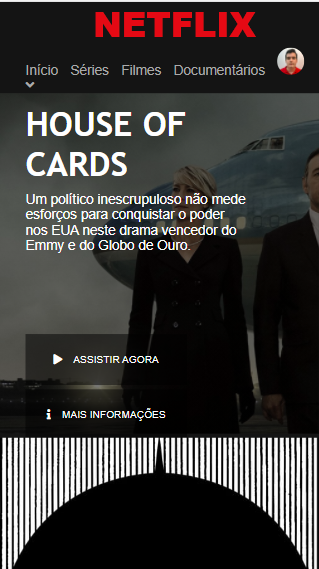 NETFLIX
Início Séries Filmes Documentários
HOUSE OF
CARDS
Um político inescrupuloso não mede
esforços para conquistar o poder
nos EUA neste drama vencedor do
Emmy e do Globo de Ouro.
ASSISTIR AGORA
MAIS INFORMAÇÕES